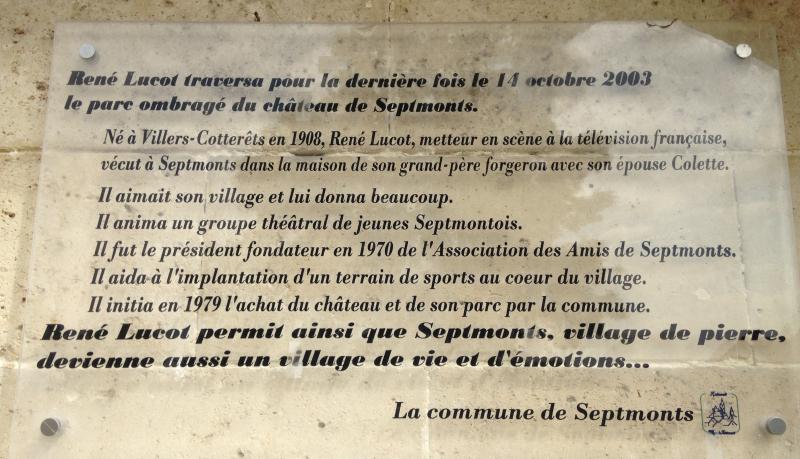 René Lucot traversa pour la dernière fois le 14 octobre 2003
le parc ombragé du château de Septmonts.
Né à Villers-Cotterêts en 1908, René Lucot, metteur en scène à la télévision française,
vécut à Septmonts dans la maison de son grand-père forgeron avec son épouse Colette.
Il aimait son village et lui donna beaucoup.
Il anima un groupe théâtral de jeunes Septmontois.
Il fut le président fondateur en 1970 de l'Association des Amis de Septmonts.
Il aida à l'implantation d'un terrain de sports au coeur du village.
Il initia en 1979 l'achat du château et de son parc par la commune.
René Lucot permit ainsi que Septmonts, village de pierre,
devienne aussi un village de vie et d'émotions...
La commune de Septmonts